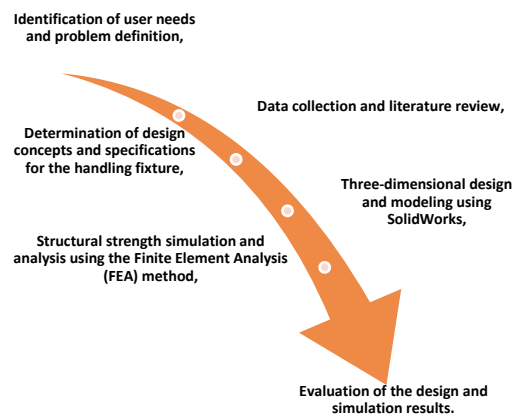 Identification of user needs
and problem definition,
Data collection and literature review,
Determination of design
concepts and specifications
for the handling fixture,
Three-dimensional design
and modeling using
SolidWorks,
Structural strength simulation and
analysis using the Finite Element Analysis
(FEA) method,
Evaluation of the design and
simulation results.